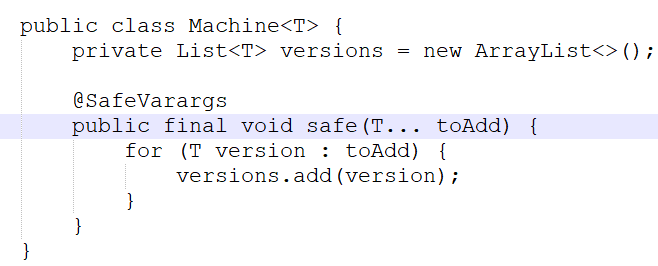 public class Machine<T> {
    private List<T> versions = new ArrayList<>();

    @SafeVarargs
    public final void safe(T... toAdd) {
        for (T version : toAdd) {
            versions.add(version);
        }
    }
}